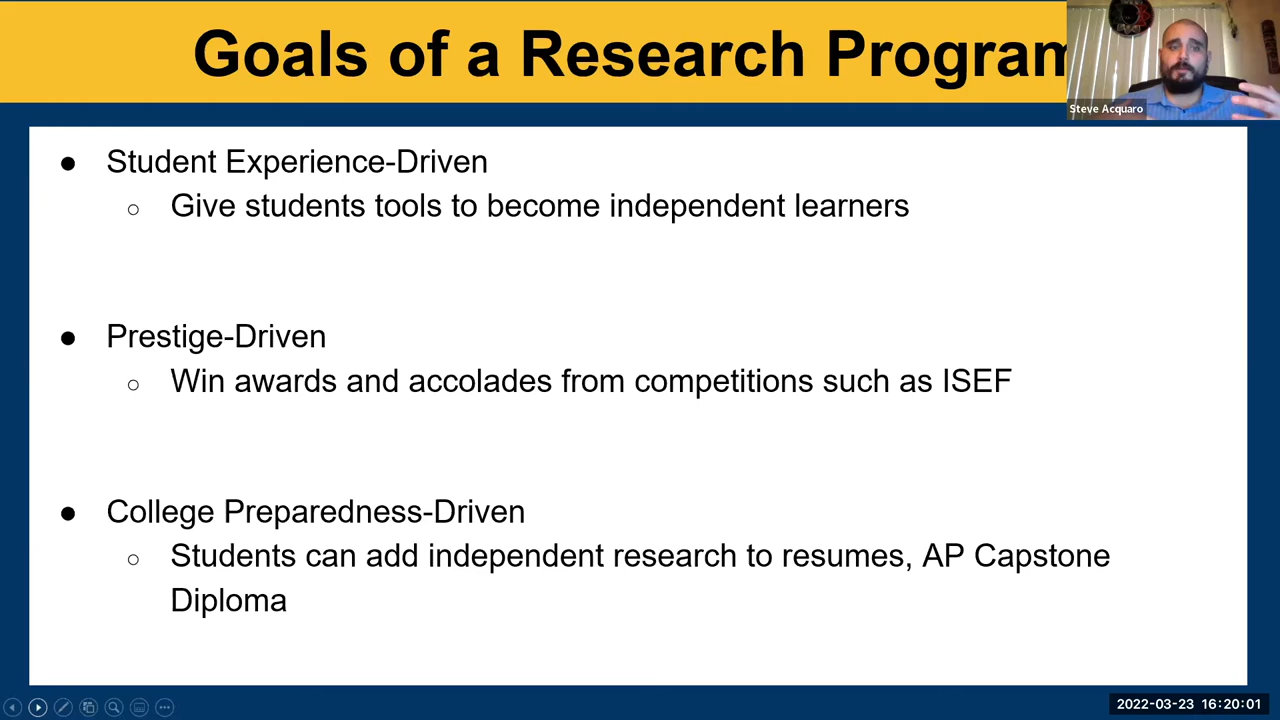 Goals of a Research Program
Steve Acquaro
● Student Experience-Driven
○ Give students tools to become independent learners
● Prestige-Driven
○ Win awards and accolades from competitions such as ISEF
● College Preparedness-Driven
○ Students can add independent research to resumes, AP Capstone
Diploma
2022-03-23 16:20:01